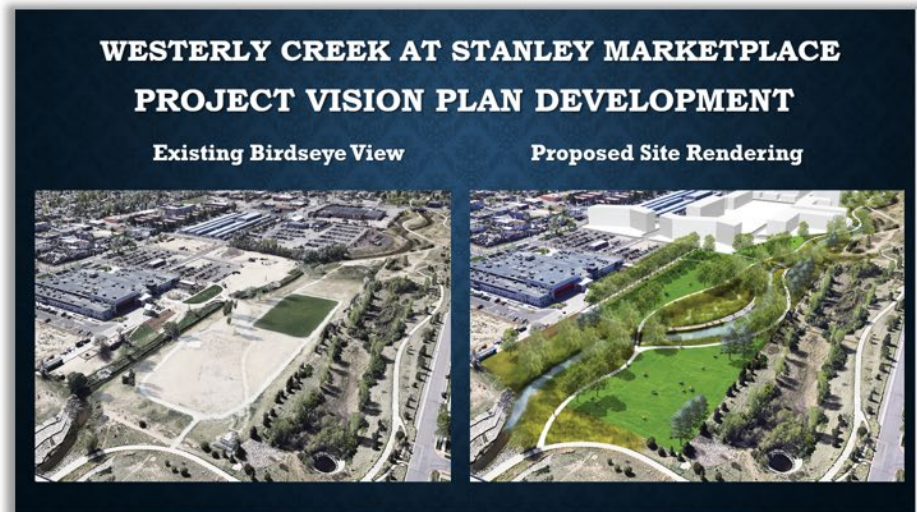 WESTERLY CREEK AT STANLEY MARKETPLACE
PROJECT VISION PLAN DEVELOPMENT
Existing Birdseye View
Proposed Site Rendering